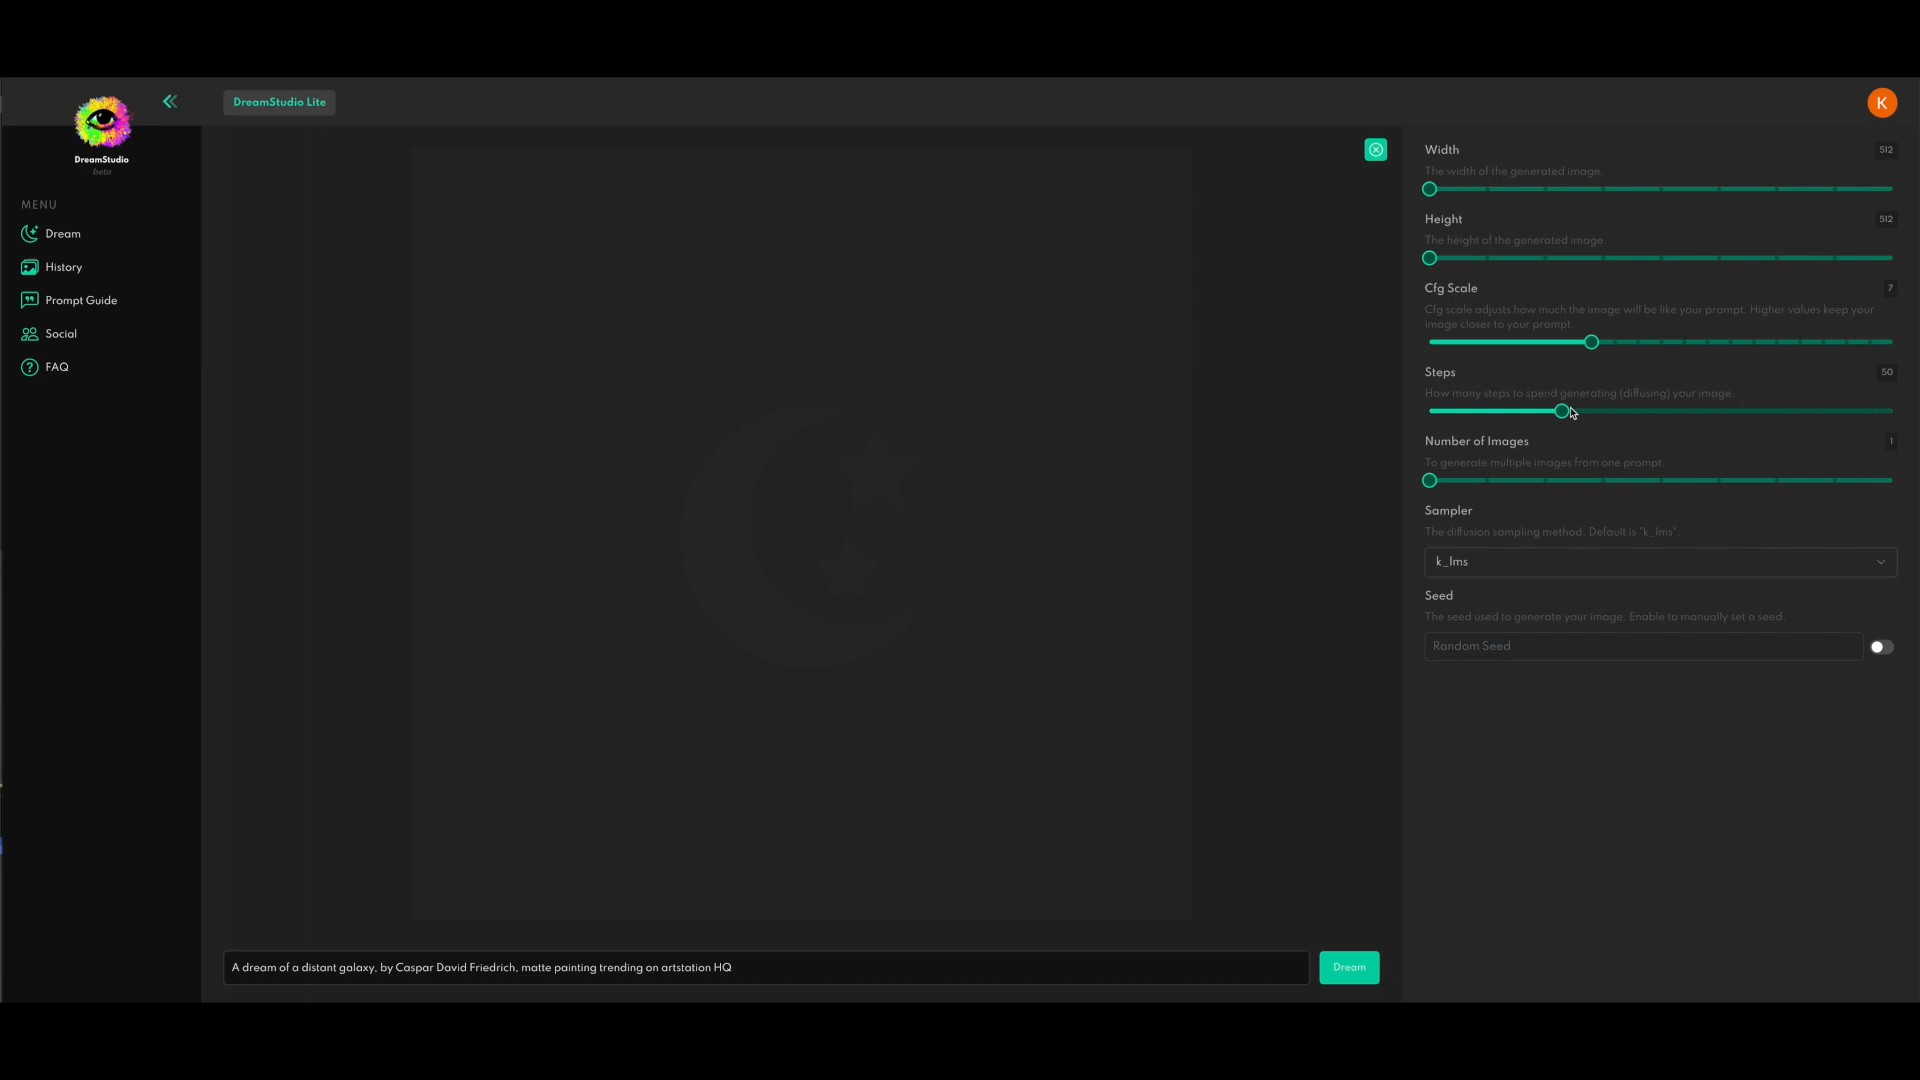 DreamStudio
beta
DreamStudio Lite
K
MENU
Dream
History
Prompt Guide
Social
FAQ
Width
512
The width of the generated image.
Height
512
The height of the generated image.
Cfg Scale
7
Cfg scale adjusts how much the image will be like your prompt. Higher values keep your
image closer to your prompt.
Steps
50
How many steps to spend generating (diffusing) your image.
Number of Images
1
To generate multiple images from one prompt.
Sampler
The diffusion sampling method. Default is "k_lms".
k_lms
Seed
The seed used to generate your image. Enable to manually set a seed.
Random Seed
A dream of a distant galaxy, by Caspar David Friedrich, matte painting trending on artstation HQ
Dream